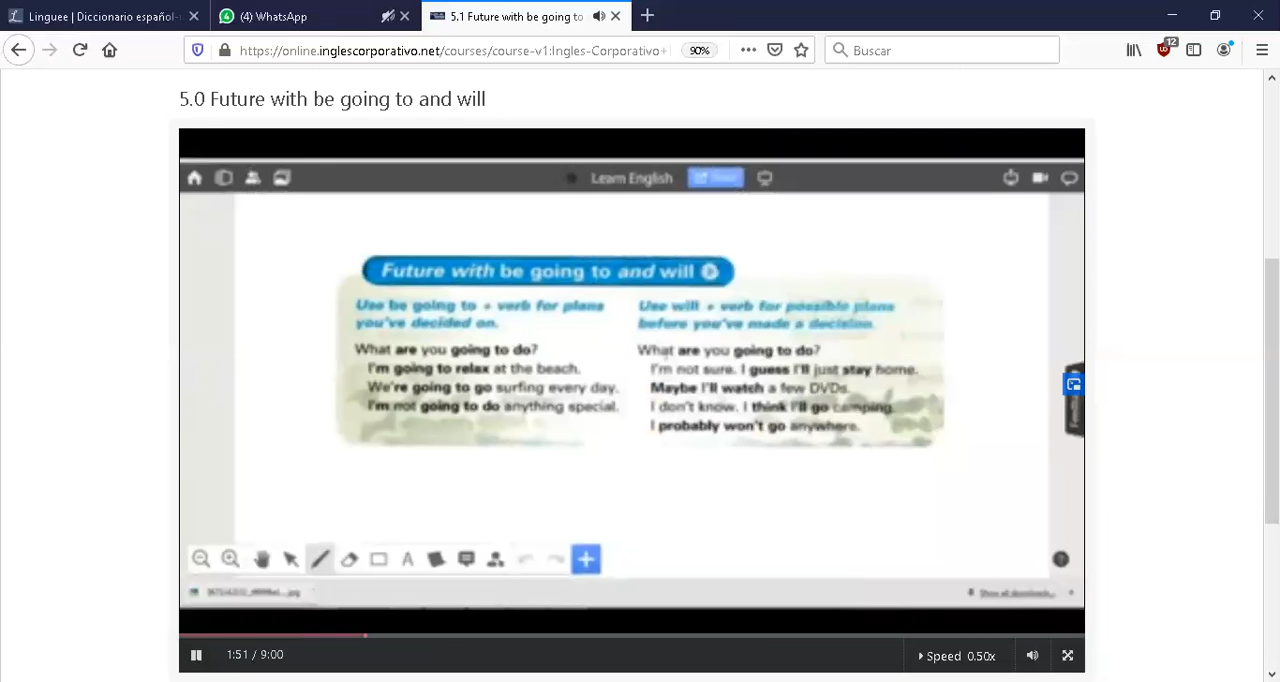 Linguee | Diccionario español-
(4) WhatsApp
5.1 Future with be going to
https://online.inglescorporativo.net/courses/course-v1:Ingles-Corporativo+
90%
Buscar
12
5.0 Future with be going to and will
Learn English
Future with be going to and will
Use be going to + verb for plans
you've decided on.
What are you going to do?
I'm going to relax at the beach.
We're going to go surfing every day.
I'm not going to do anything special.
Use will + verb for possible plans
before you've made a decision.
What are you going to do?
I'm not sure. I guess I'll just stay home.
Maybe I'll watch a few DVDs.
I don't know. I think I'll go camping.
I probably won't go anywhere.
A
Show all downloads...
1:51 / 9:00
Speed 0.50x